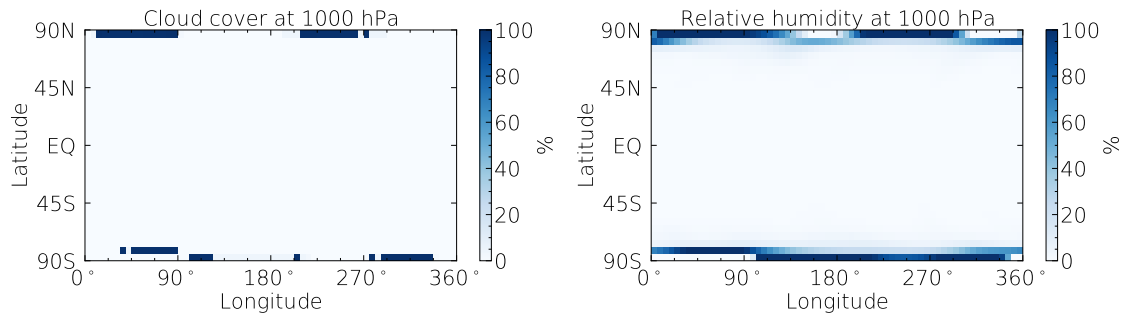 Cloud cover at 1000 hPa
90N
45N
EQ
45S
90S
Latitude
0° 90° 180° 270° 360°
Longitude
100
80
60
40
20
0
%
Relative humidity at 1000 hPa
90N
45N
EQ
45S
90S
Latitude
0° 90° 180° 270° 360°
Longitude
100
80
60
40
20
0
%